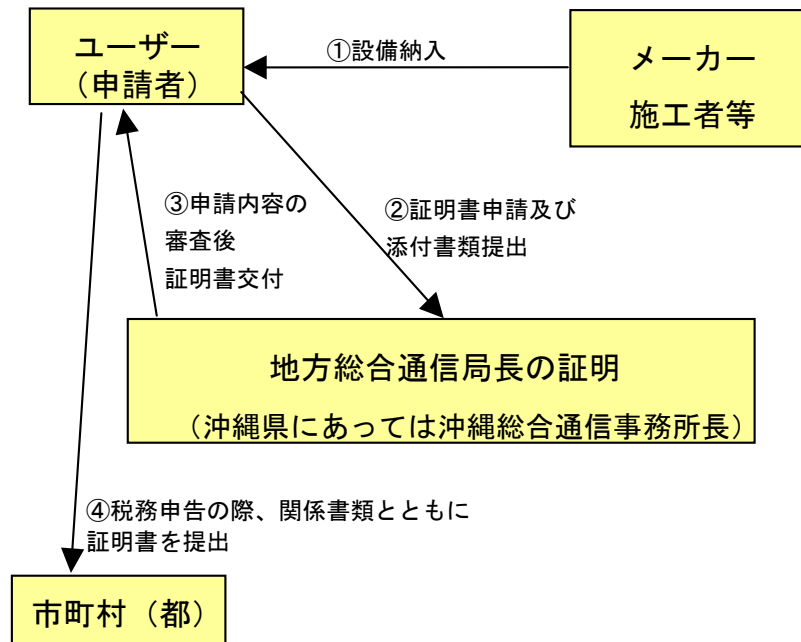 ユーザー
（申請者）
①設備納入
メーカー
施工者等
③申請内容の
審査後
証明書交付
②証明書申請及び
添付書類提出
地方総合通信局長の証明
（沖縄県にあっては沖縄総合通信事務所長）
④税務申告の際、関係書類とともに
証明書を提出
市町村（都）